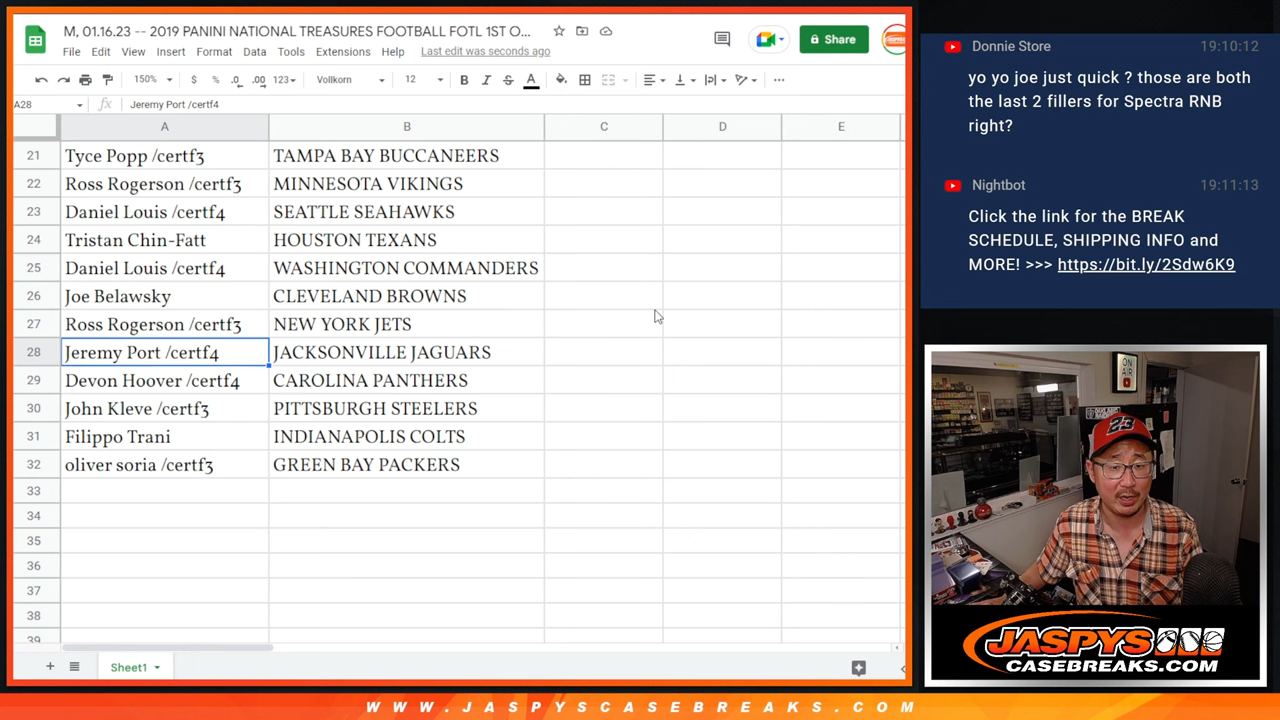 M, 01.16.23 -- 2019 PANINI NATIONAL TREASURES FOOTBALL FOTL 1ST O...
File Edit View Insert Format Data Tools Extensions Help Last edit was seconds ago
Share
150% $ % .0 .00 123 Vollkorn 12 B I S A
A28 fx Jeremy Port /certf4
A B C D E
21 Tyce Popp /certf3 TAMPA BAY BUCCANEERS
22 Ross Rogerson /certf3 MINNESOTA VIKINGS
23 Daniel Louis /certf4 SEATTLE SEAHAWKS
24 Tristan Chin-Fatt HOUSTON TEXANS
25 Daniel Louis /certf4 WASHINGTON COMMANDERS
26 Joe Belawsky CLEVELAND BROWNS
27 Ross Rogerson /certf3 NEW YORK JETS
28 Jeremy Port /certf4 JACKSONVILLE JAGUARS
29 Devon Hoover /certf4 CAROLINA PANTHERS
30 John Kleve /certf3 PITTSBURGH STEELERS
31 Filippo Trani INDIANAPOLIS COLTS
32 oliver soria /certf3 GREEN BAY PACKERS
33
34
35
36
37
38
39
Sheet1
Donnie Store 19:10:12
yo yo joe just quick ? those are both
the last 2 fillers for Spectra RNB
right?
Nightbot 19:11:13
Click the link for the BREAK
SCHEDULE, SHIPPING INFO and
MORE! >>> https://bit.ly/2Sdw6K9
ON
AIR
23
JASPYS
CASEBREAKS.COM
WWW.JASPYSCASEBREAKS.COM